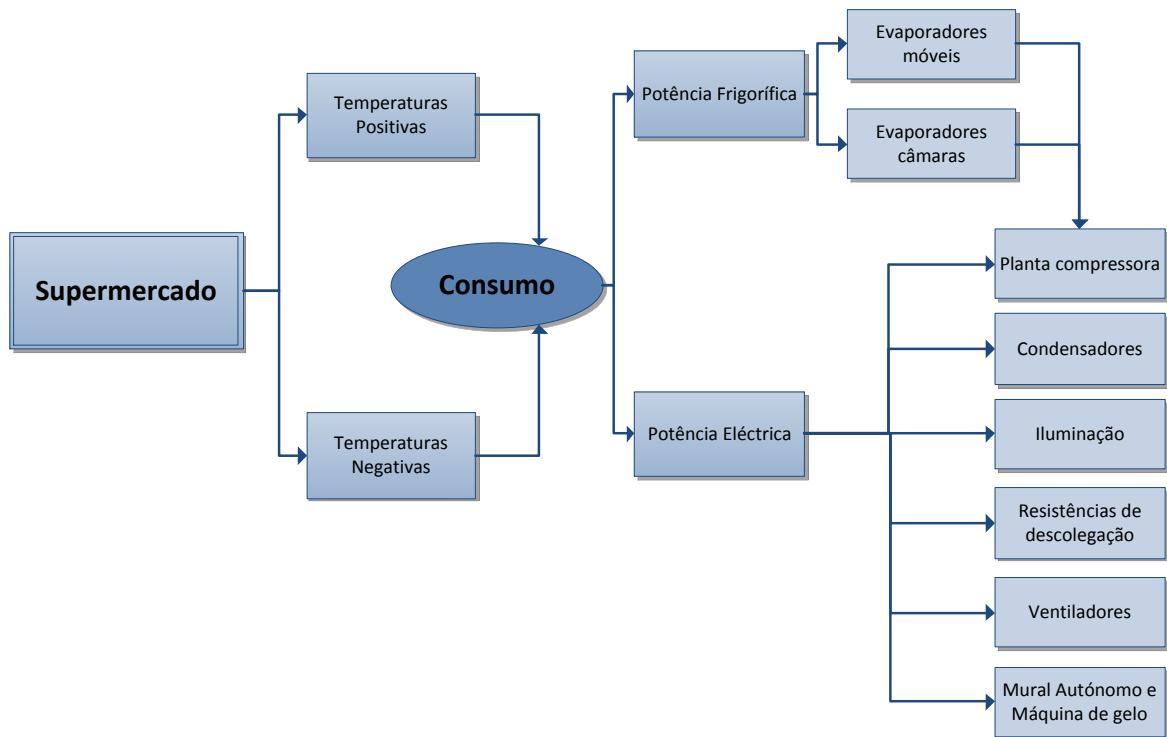 Supermercado
Temperaturas
Positivas
Temperaturas
Negativas
Consumo
Potência Frigorífica
Potência Eléctrica
Evaporadores
móveis
Evaporadores
câmaras
Planta compressora
Condensadores
Iluminação
Resistências de
descolegação
Ventiladores
Mural Autónomo e
Máquina de gelo